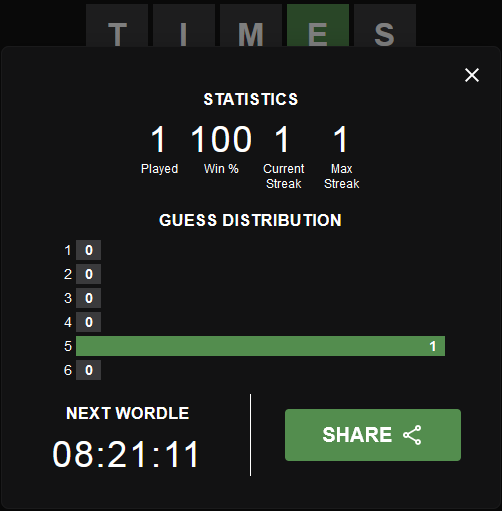 T I M E S
STATISTICS
1 100 1 1
Played Win % Current Streak Max Streak
GUESS DISTRIBUTION
1 0
2 0
3 0
4 0
5 1
6 0
NEXT WORDLE
08:21:11
SHARE